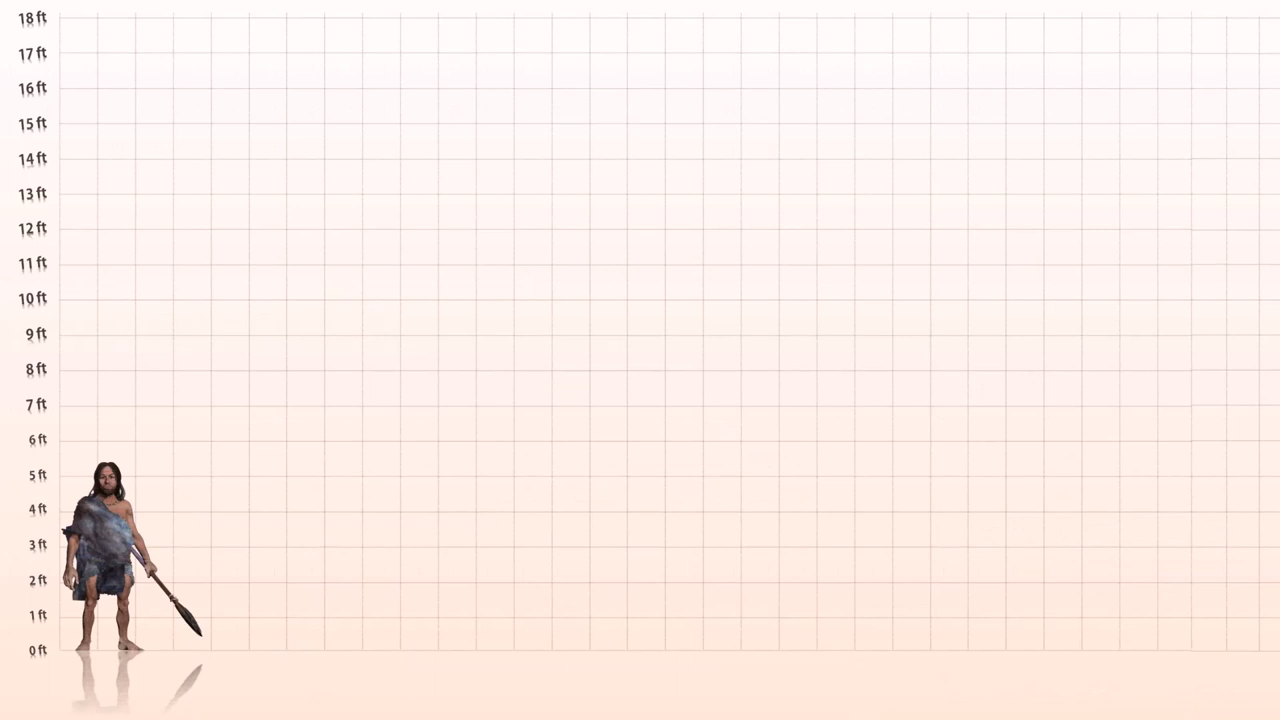 18 ft
17 ft
16 ft
15 ft
14 ft
13 ft
12 ft
11 ft
10 ft
9 ft
8 ft
7 ft
6 ft
5 ft
4 ft
3 ft
2 ft
1 ft
0 ft